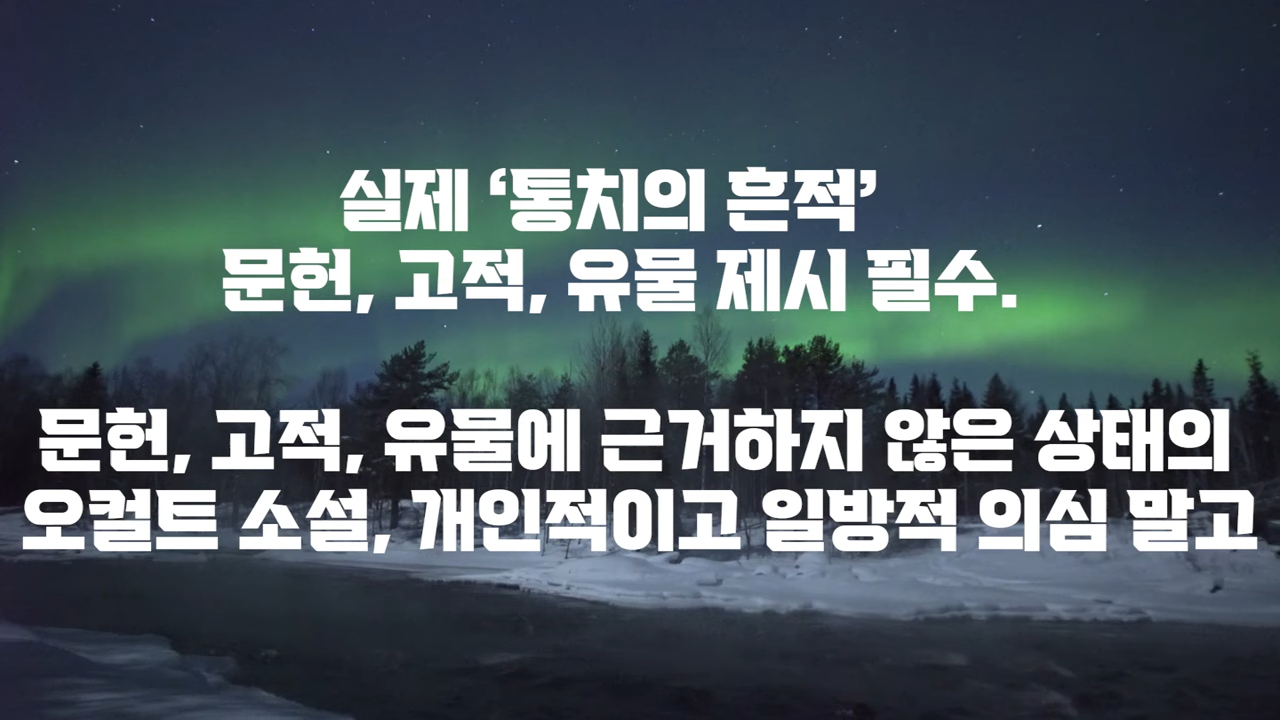 실제 ‘통치의 흔적’
문헌, 고적, 유물 제시 필수.
문헌, 고적, 유물에 근거하지 않은 상태의
오컬트 소설, 개인적이고 일방적 의심 말고